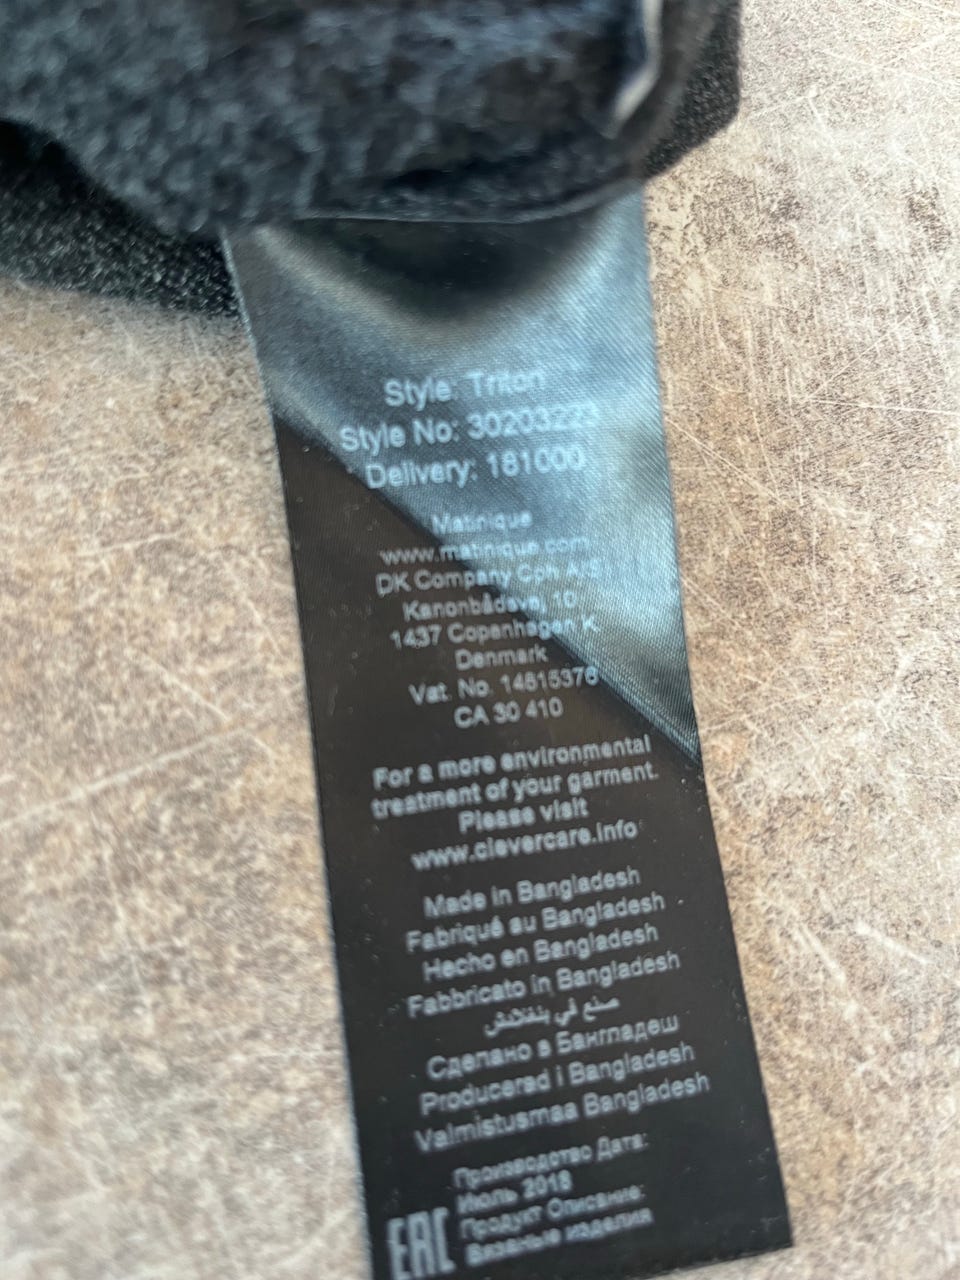 Style: Triton
Style No: 30203223
Delivery: 181000
Matinique
www.matinique.com
DK Company Cph A/S
Kanonbådsvej, 10
1437 Copenhagen K
Denmark
Vat. No. 14815376
CA 30 410
For a more environmental
treatment of your garment.
Please visit
www.clevercare.info
Made in Bangladesh
Fabriqué au Bangladesh
Hecho en Bangladesh
Fabbricato in Bangladesh
صنع في بنغلاتش
Сделано в Бангладеш
Producerad i Bangladesh
Valmistusmaa Bangladesh
Производство Дата:
Июль 2018
Продукт Описание:
Вязаные изделия
EAC